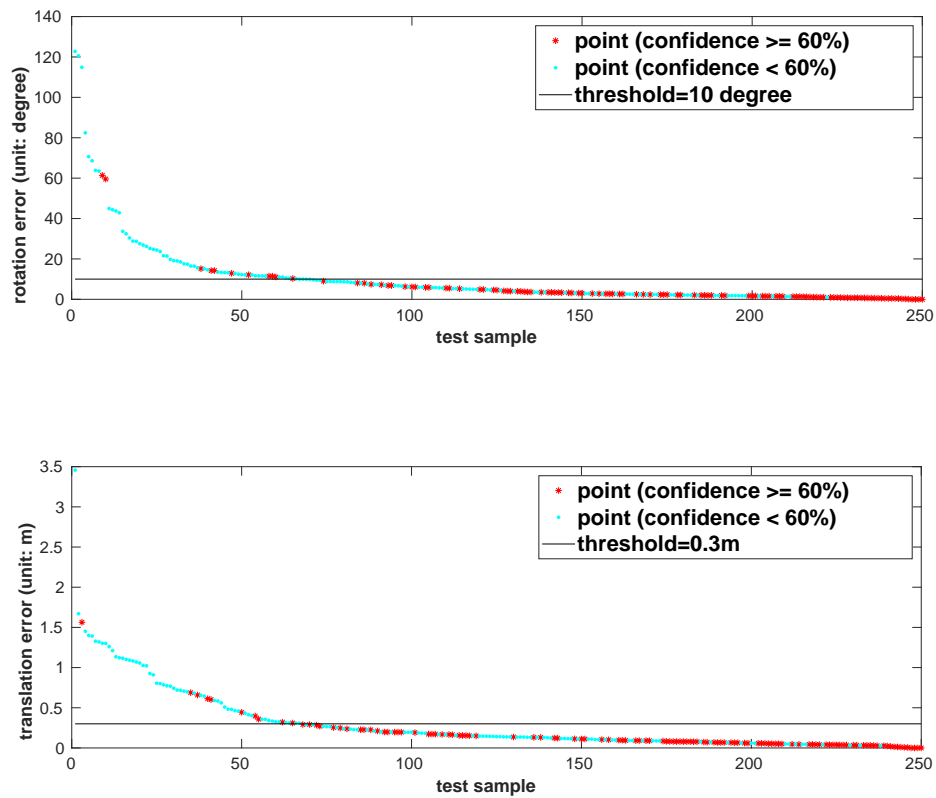 140
120
100
80
60
40
20
0
rotation error (unit: degree)
point (confidence >= 60%)
point (confidence < 60%)
threshold=10 degree
0 50 100 150 200 250
test sample
3.5
3
2.5
2
1.5
1
0.5
0
translation error (unit: m)
point (confidence >= 60%)
point (confidence < 60%)
threshold=0.3m
0 50 100 150 200 250
test sample